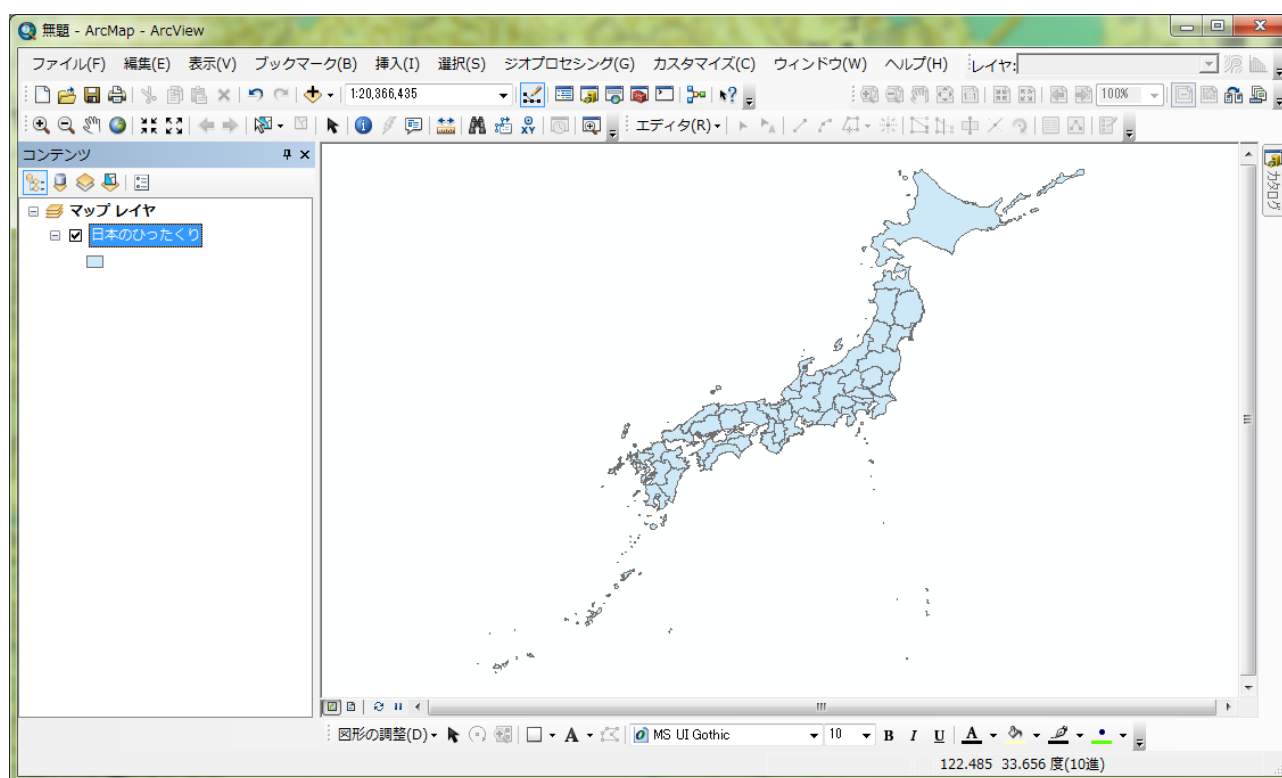 無題 - ArcMap - ArcView
ファイル(F) 編集(E) 表示(V) ブックマーク(B) 挿入(I) 選択(S) ジオプロセシング(G) カスタマイズ(C) ウィンドウ(W) ヘルプ(H) レイヤ:
1:20,366,435 100%
エディタ(R)
コンテンツ
カタログ
マップ レイヤ
日本のひったくり
図形の調整(D) A MS UI Gothic 10 B I U A
122.485 33.656 度(10進)